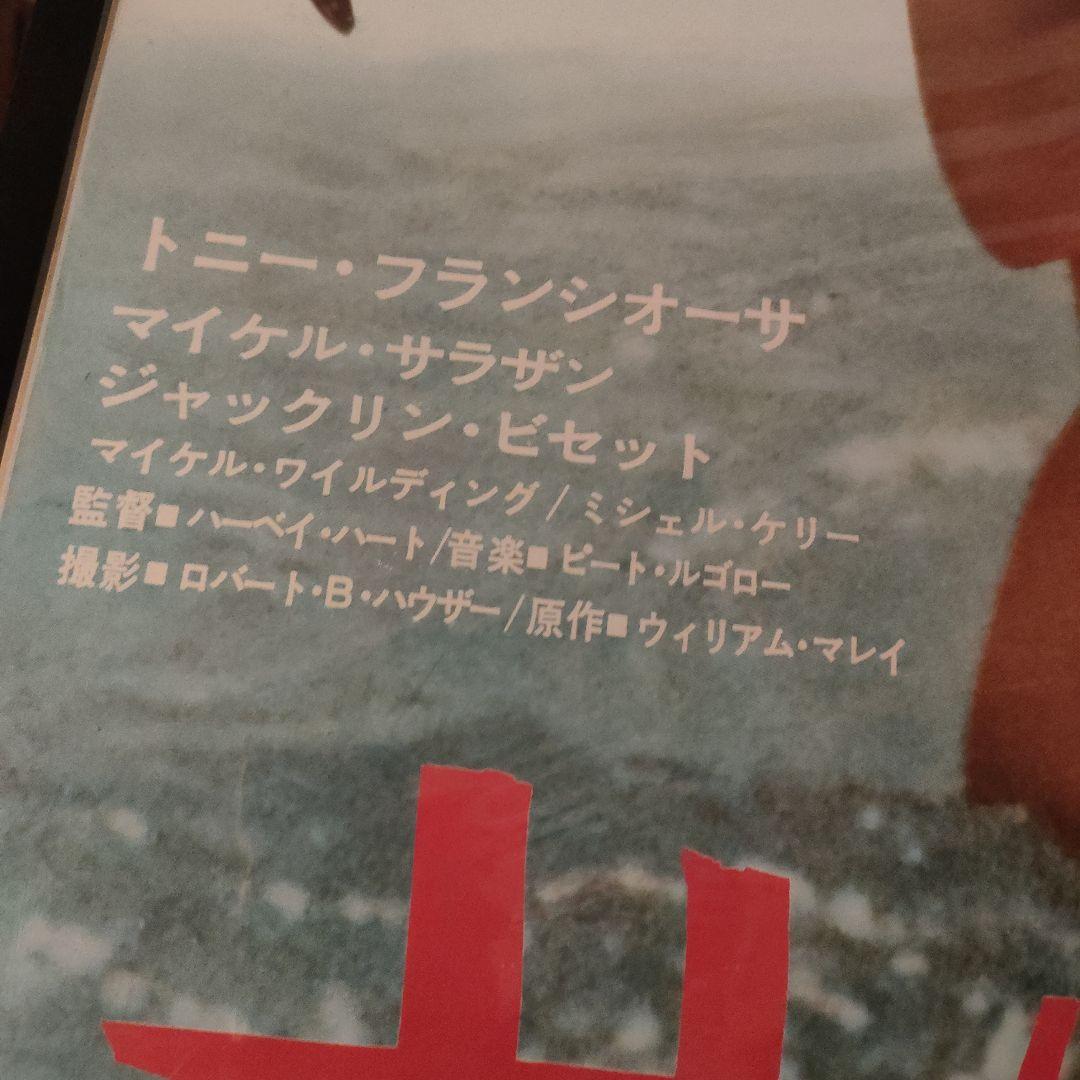 トニー・フランシオーサ
マイケル・サラザン
ジャックリン・ビセット
マイケル・ワイルディング/ミシェル・ケリー
監督■ハーベイ・ハート/音楽■ピート・ルゴロー
撮影■ロバート・B・ハウザー/原作■ウィリアム・マレイ
サ